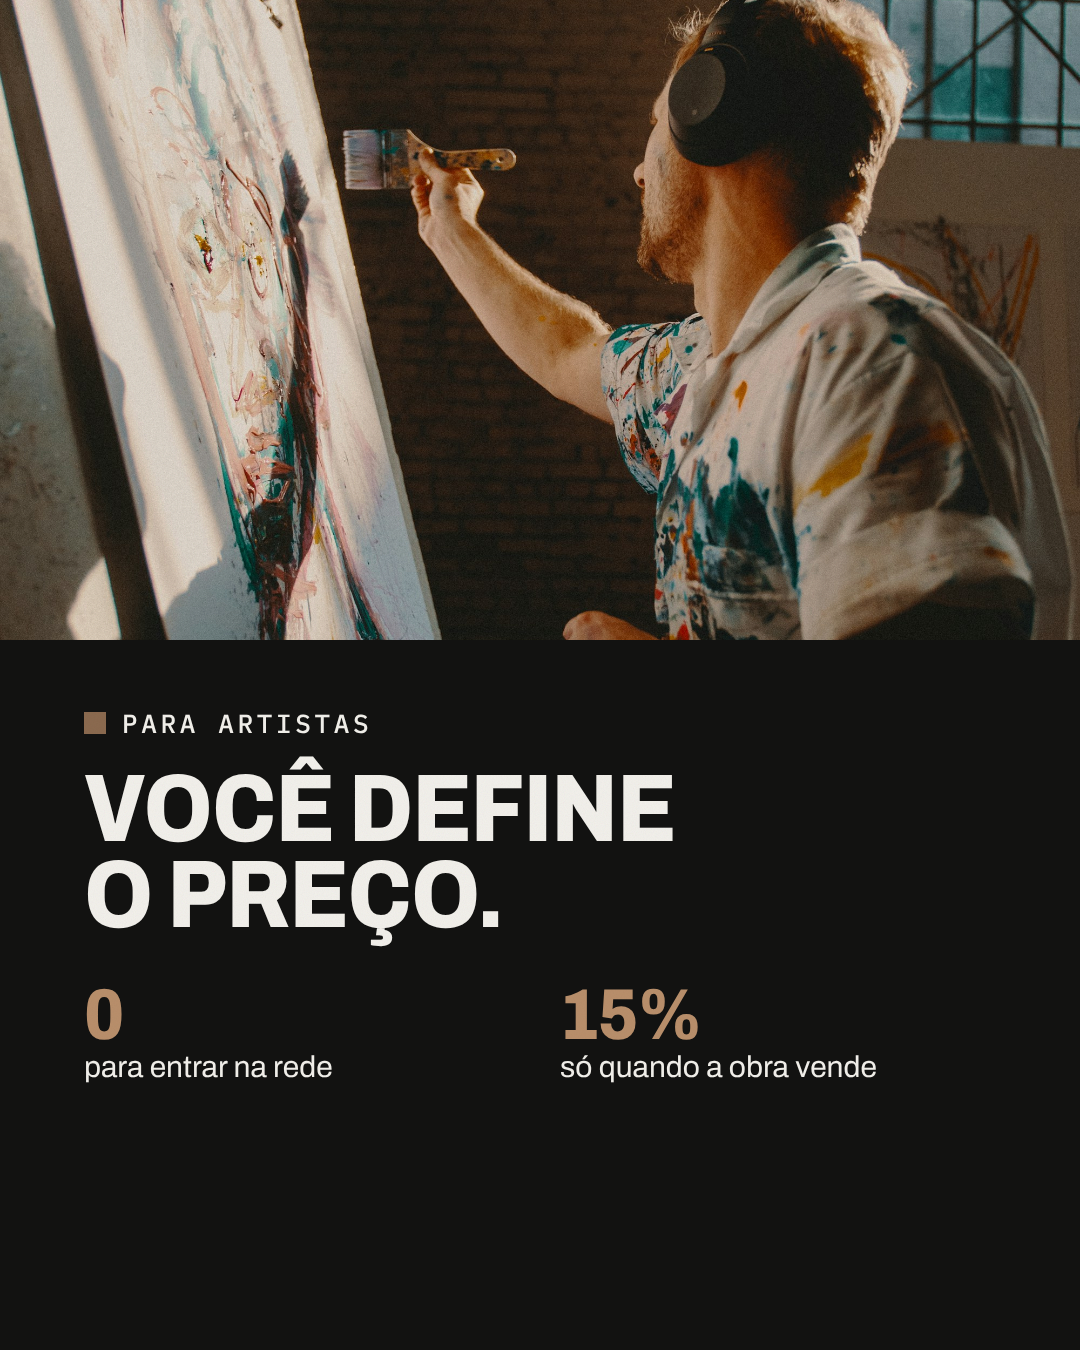 PARA ARTISTAS
VOCÊ DEFINE
O PREÇO.
0
para entrar na rede
15%
só quando a obra vende